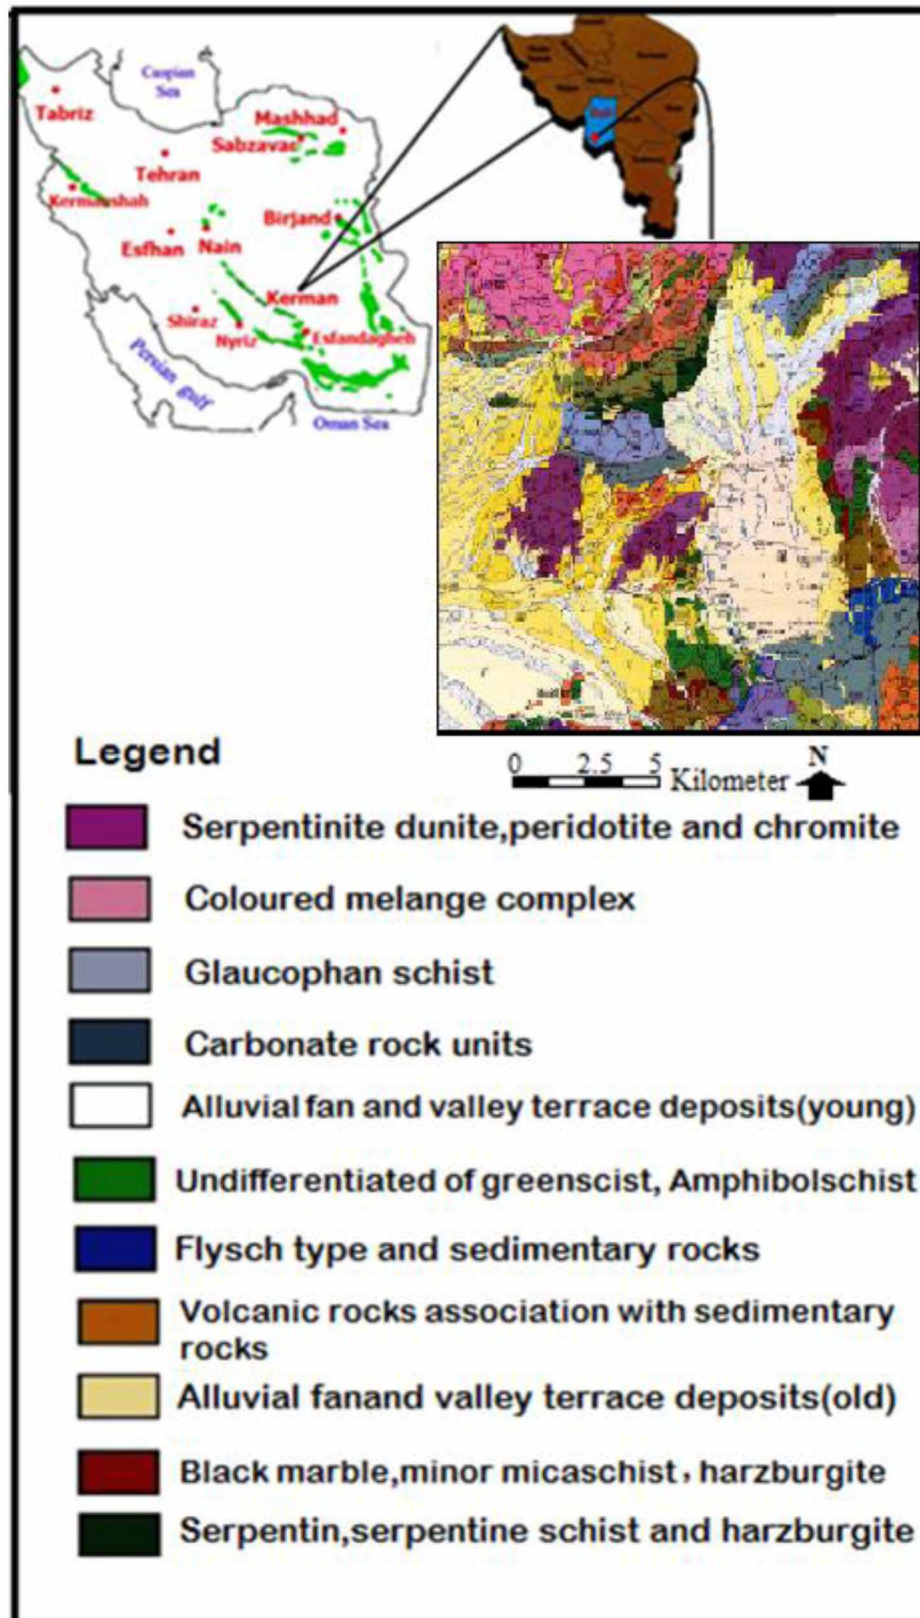 Caspian
Sea
Tabriz
Mashhad
Sabzavar
Tehran
Kermanshah
Birjand
Esfhan
Nain
Kerman
Shiraz
Nyriz
Esfandagheh
Persian gulf
Oman Sea
Legend
0 2.5 5 Kilometer
N
Serpentinite dunite,peridotite and chromite
Coloured melange complex
Glaucophan schist
Carbonate rock units
Alluvial fan and valley terrace deposits(young)
Undifferentiated of greenscist, Amphibolschist
Flysch type and sedimentary rocks
Volcanic rocks association with sedimentary
rocks
Alluvial fanand valley terrace deposits(old)
Black marble,minor micaschist, harzburgite
Serpentin,serpentine schist and harzburgite